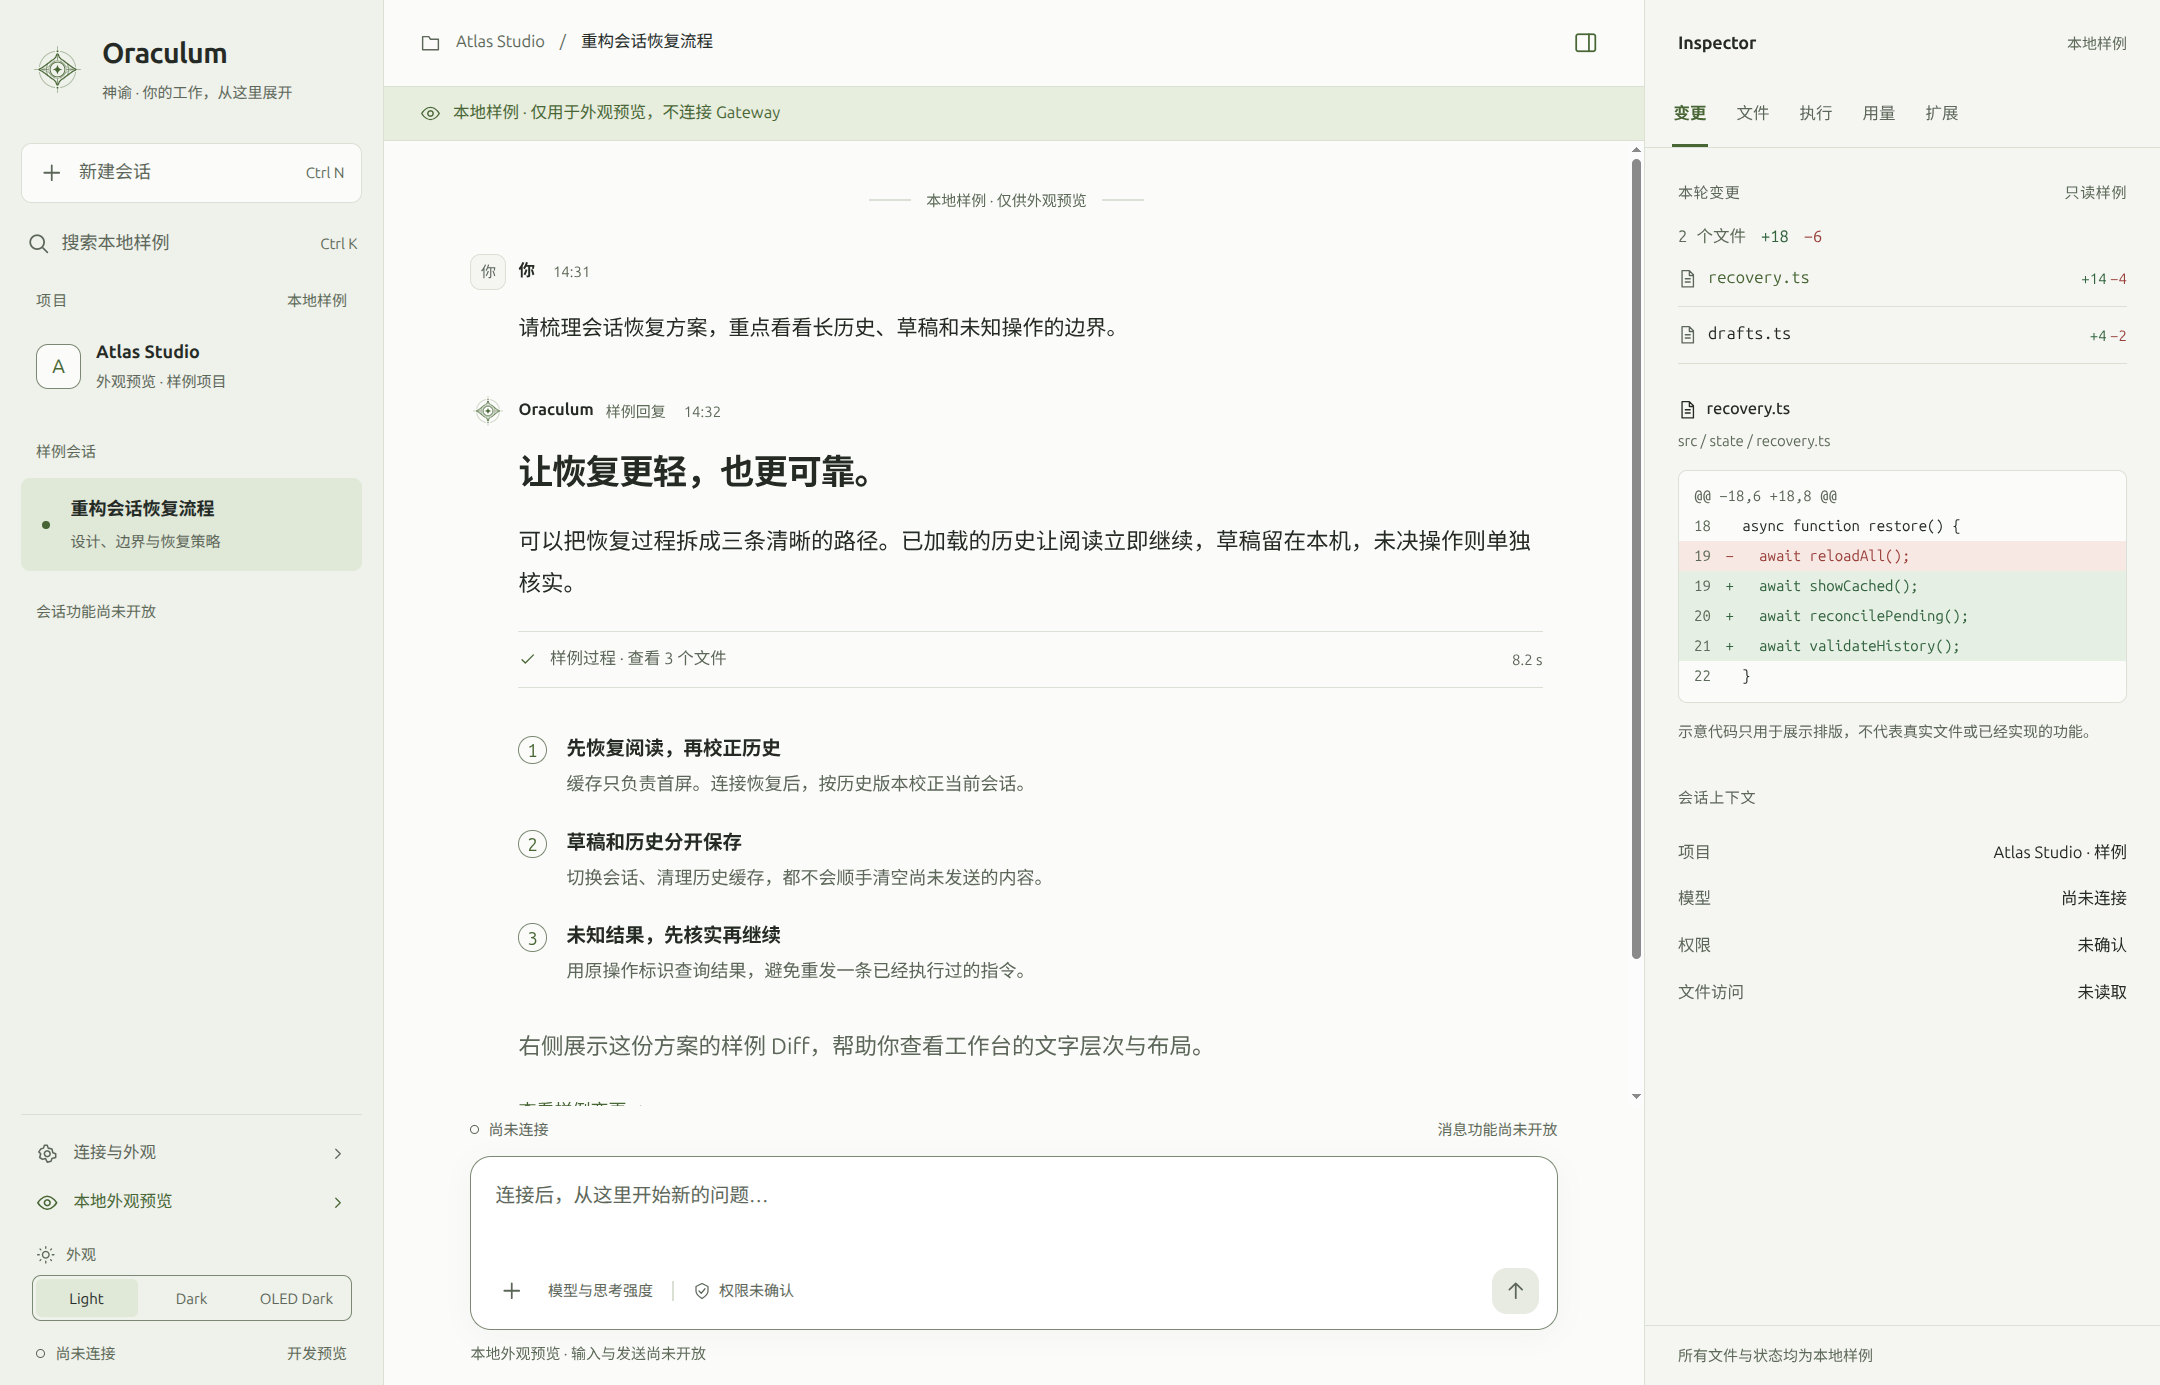 Oraculum
神谕 · 你的工作，从这里展开
新建会话 Ctrl N
搜索本地样例 Ctrl K
项目 本地样例
A
Atlas Studio
外观预览 · 样例项目
样例会话
重构会话恢复流程
设计、边界与恢复策略
会话功能尚未开放
连接与外观
本地外观预览
外观
Light Dark OLED Dark
尚未连接 开发预览
Atlas Studio / 重构会话恢复流程
本地样例 · 仅用于外观预览，不连接 Gateway
本地样例 · 仅供外观预览
你 你 14:31
请梳理会话恢复方案，重点看看长历史、草稿和未知操作的边界。
Oraculum 样例回复 14:32
让恢复更轻，也更可靠。
可以把恢复过程拆成三条清晰的路径。已加载的历史让阅读立即继续，草稿留在本机，未决操作则单独
核实。
样例过程 · 查看 3 个文件 8.2 s
1 先恢复阅读，再校正历史
缓存只负责首屏。连接恢复后，按历史版本校正当前会话。
2 草稿和历史分开保存
切换会话、清理历史缓存，都不会顺手清空尚未发送的内容。
3 未知结果，先核实再继续
用原操作标识查询结果，避免重发一条已经执行过的指令。
右侧展示这份方案的样例 Diff，帮助你查看工作台的文字层次与布局。
尚未连接 消息功能尚未开放
连接后，从这里开始新的问题…
模型与思考强度 权限未确认
本地外观预览 · 输入与发送尚未开放
Inspector 本地样例
变更 文件 执行 用量 扩展
本轮变更 只读样例
2 个文件 +18 −6
recovery.ts +14 −4
drafts.ts +4 −2
recovery.ts
src / state / recovery.ts
@@ −18,6 +18,8 @@
18 async function restore() {
19 − await reloadAll();
19 + await showCached();
20 + await reconcilePending();
21 + await validateHistory();
22 }
示意代码只用于展示排版，不代表真实文件或已经实现的功能。
会话上下文
项目 Atlas Studio · 样例
模型 尚未连接
权限 未确认
文件访问 未读取
所有文件与状态均为本地样例